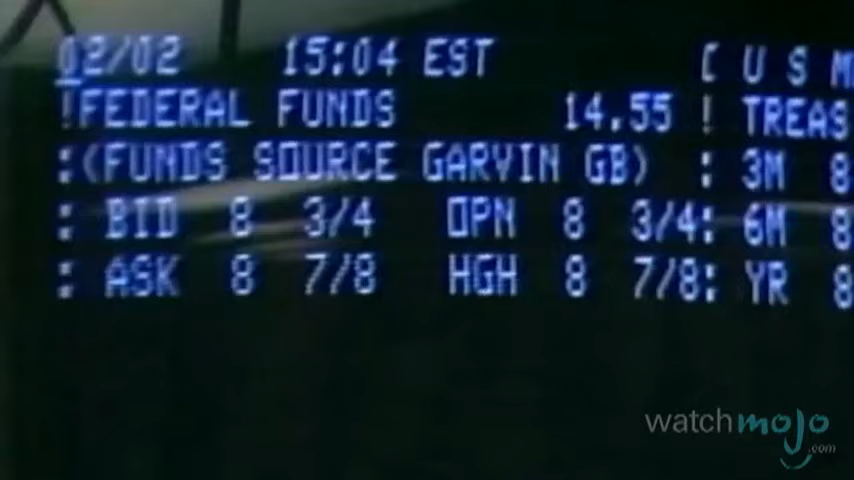 02/02 15:04 EST [ U S M
!FEDERAL FUNDS 14.55 ! TREAS
:(FUNDS SOURCE GARVIN GB) : 3M 8
: BID 8 3/4 OPN 8 3/4: 6M 8
: ASK 8 7/8 HGH 8 7/8: YR 8
watchmojo
.com